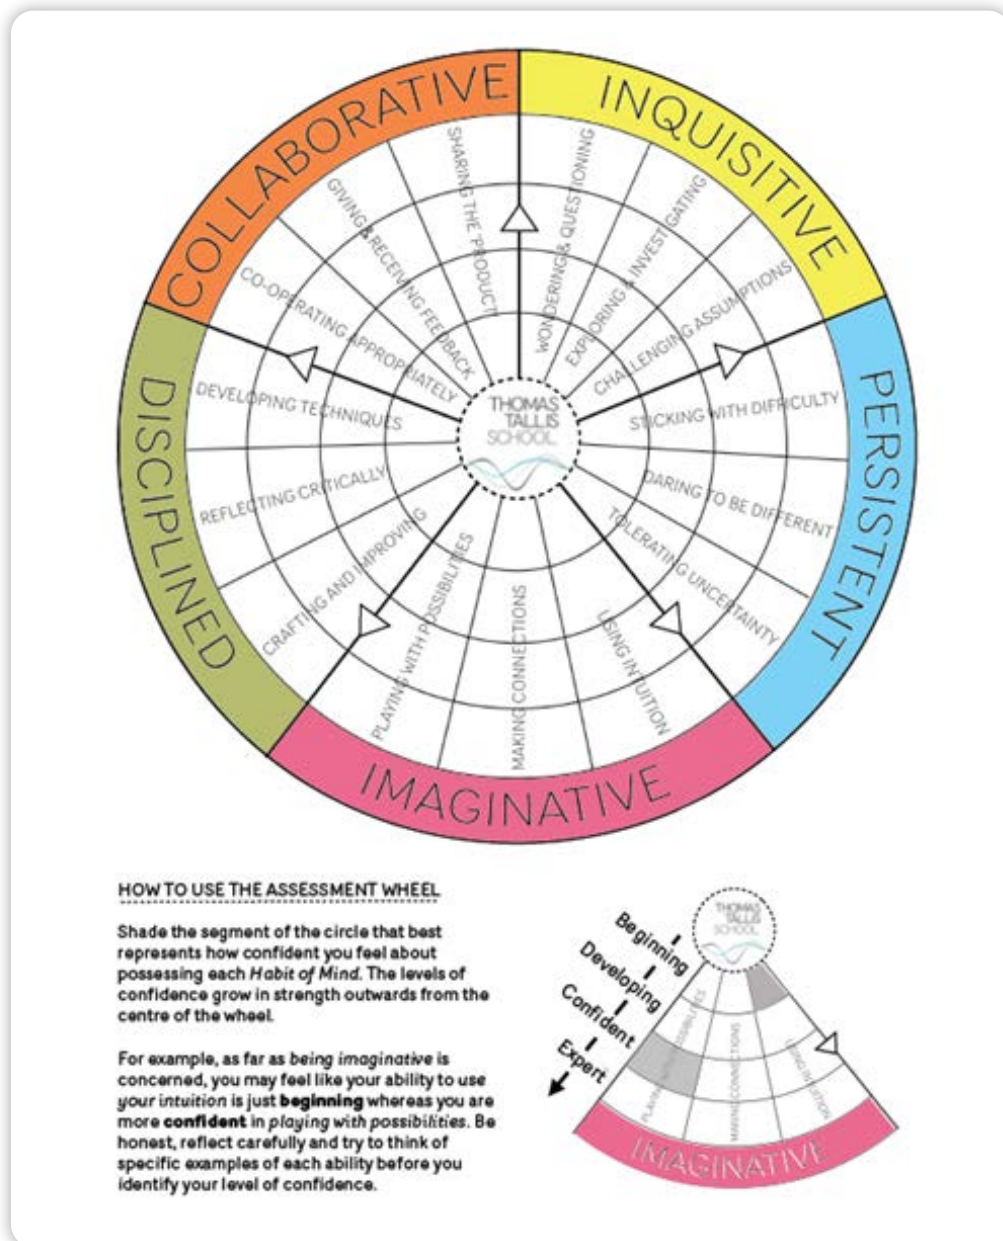 COLLABORATIVE
INQUISITIVE
PERSISTENT
IMAGINATIVE
DISCIPLINED
SHARING THE 'PRODUCT'
GIVING & RECEIVING FEEDBACK
CO-OPERATING APPROPRIATELY
WONDERING & QUESTIONING
EXPLORING & INVESTIGATING
CHALLENGING ASSUMPTIONS
STICKING WITH DIFFICULTY
DARING TO BE DIFFERENT
TOLERATING UNCERTAINTY
USING INTUITION
MAKING CONNECTIONS
PLAYING WITH POSSIBILITIES
CRAFTING AND IMPROVING
REFLECTING CRITICALLY
DEVELOPING TECHNIQUES
THOMAS
TALLIS
SCHOOL
HOW TO USE THE ASSESSMENT WHEEL
Shade the segment of the circle that best
represents how confident you feel about
possessing each Habit of Mind. The levels of
confidence grow in strength outwards from the
centre of the wheel.
For example, as far as being imaginative is
concerned, you may feel like your ability to use
your intuition is just beginning whereas you are
more confident in playing with possibilities. Be
honest, reflect carefully and try to think of
specific examples of each ability before you
identify your level of confidence.
THOMAS
TALLIS
SCHOOL
Beginning
Developing
Confident
Expert
PLAYING WITH POSSIBILITIES
MAKING CONNECTIONS
USING INTUITION
IMAGINATIVE